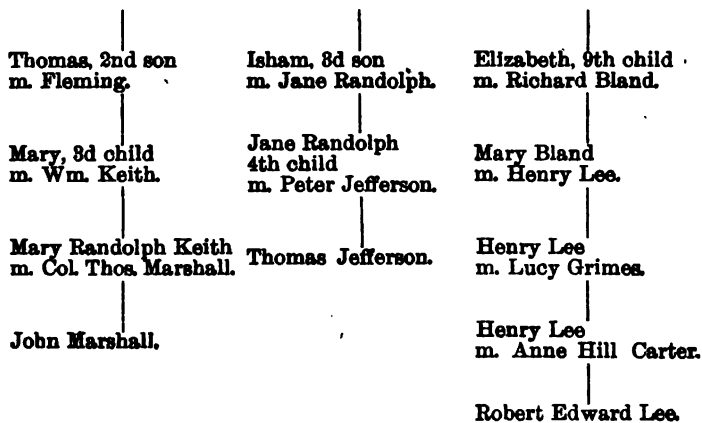 Thomas, 2nd son
m. Fleming.
Mary, 3d child
m. Wm. Keith.
Mary Randolph Keith
m. Col. Thos. Marshall.
John Marshall.
Isham, 3d son
m. Jane Randolph.
Jane Randolph
4th child
m. Peter Jefferson.
Thomas Jefferson.
Elizabeth, 9th child
m. Richard Bland.
Mary Bland
m. Henry Lee.
Henry Lee
m. Lucy Grimes.
Henry Lee
m. Anne Hill Carter.
Robert Edward Lee.